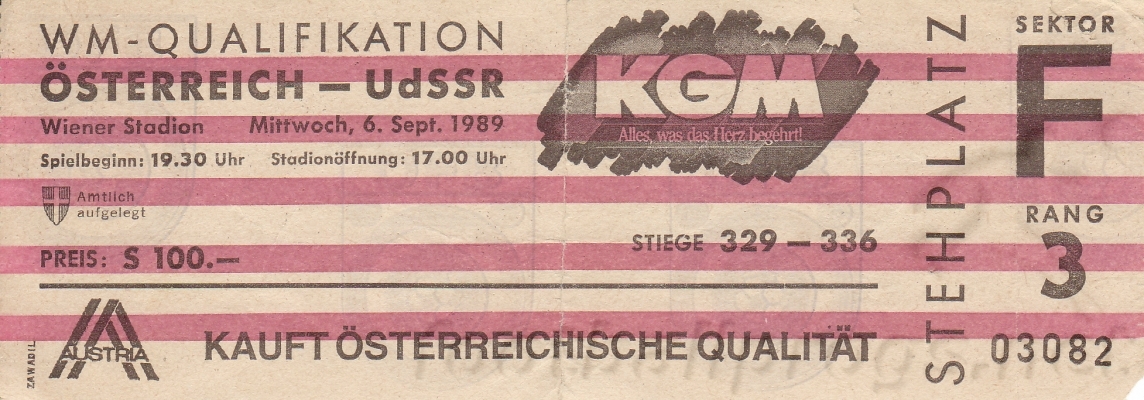 WM-QUALIFIKATION
ÖSTERREICH — UdSSR
Wiener Stadion Mittwoch, 6. Sept. 1989
Spielbeginn: 19.30 Uhr Stadionöffnung: 17.00 Uhr
Amtlich
aufgelegt
PREIS: S 100.—
KGM
Alles, was das Herz begehrt!
STIEGE 329 — 336
AUSTRIA
KAUFT ÖSTERREICHISCHE QUALITÄT
ZAWADIL
STEHPLATZ
SEKTOR
F
RANG
3
03082